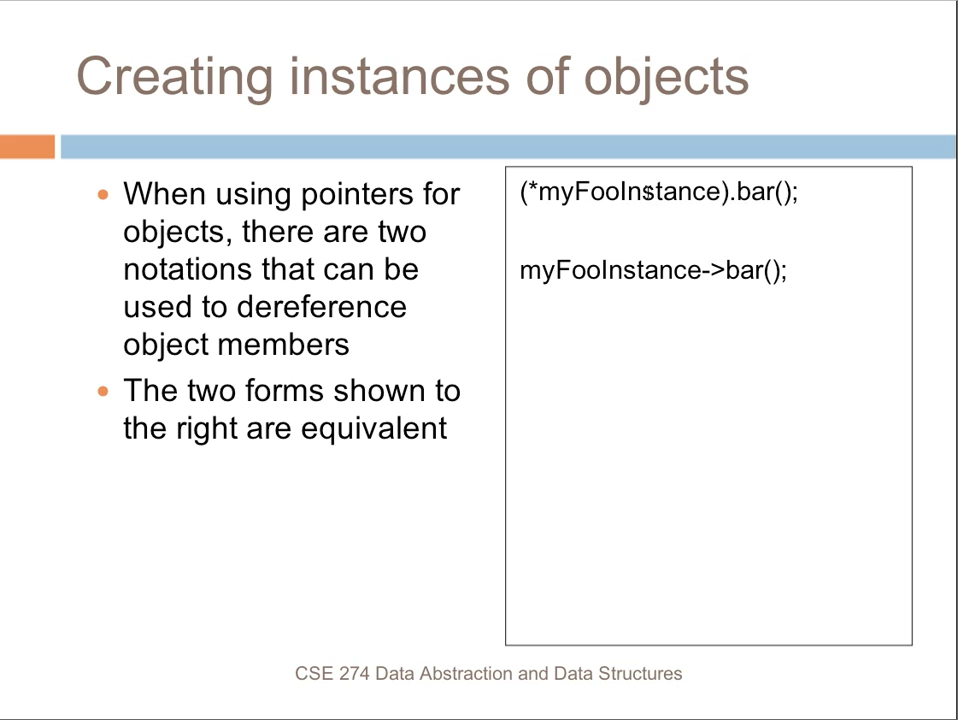 Creating instances of objects
When using pointers for
objects, there are two
notations that can be
used to dereference
object members
The two forms shown to
the right are equivalent
(*myFooInstance).bar();
myFooInstance->bar();
CSE 274 Data Abstraction and Data Structures